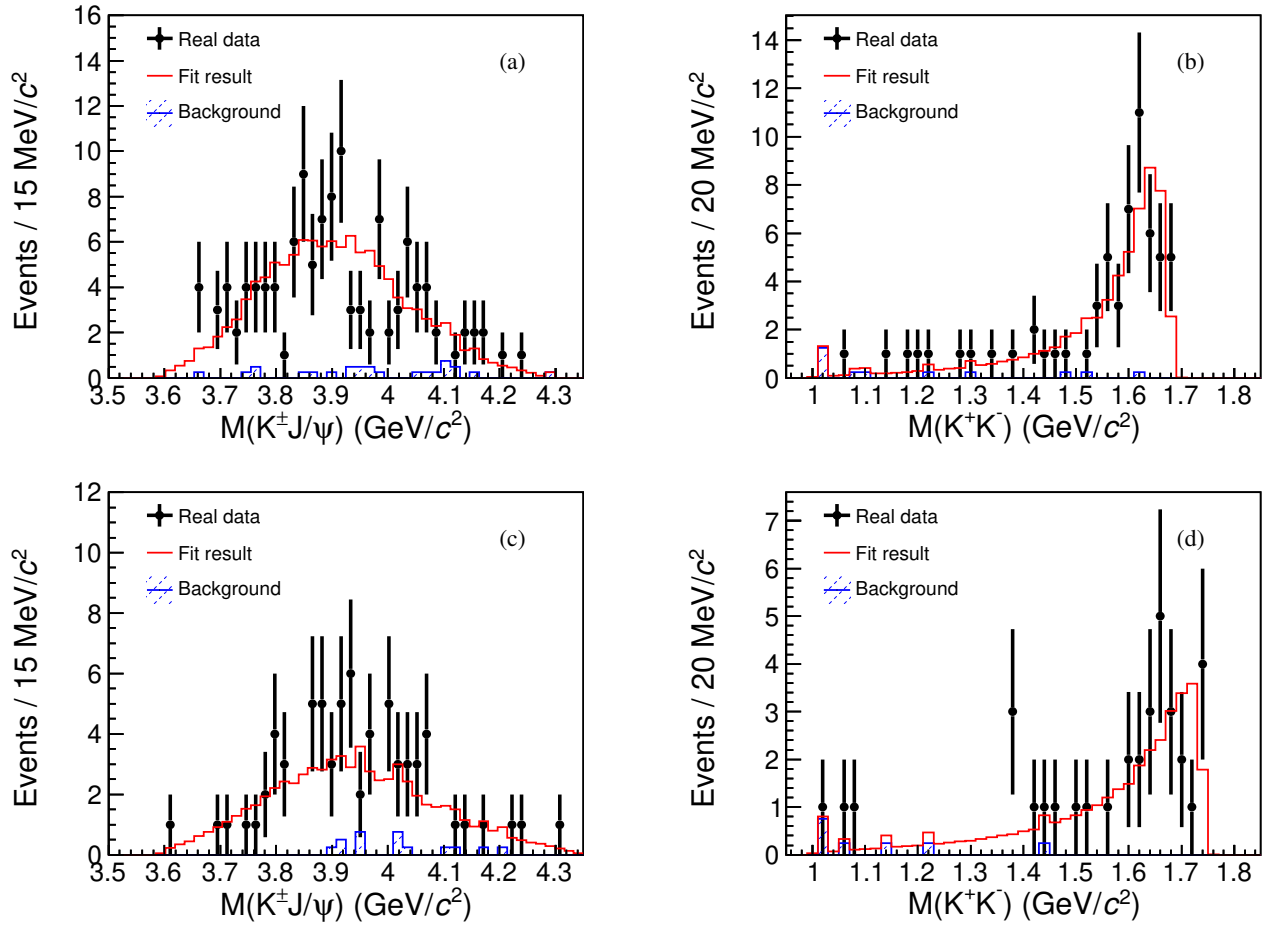 16
14
12
10
8
6
4
2
0
Events / 15 MeV/c²
Real data
Fit result
Background
(a)
3.5 3.6 3.7 3.8 3.9 4 4.1 4.2 4.3
M(K±J/ψ) (GeV/c²)
14
12
10
8
6
4
2
0
Events / 20 MeV/c²
Real data
Fit result
Background
(b)
1 1.1 1.2 1.3 1.4 1.5 1.6 1.7 1.8
M(K⁺K⁻) (GeV/c²)
12
10
8
6
4
2
0
Events / 15 MeV/c²
Real data
Fit result
Background
(c)
3.5 3.6 3.7 3.8 3.9 4 4.1 4.2 4.3
M(K±J/ψ) (GeV/c²)
7
6
5
4
3
2
1
0
Events / 20 MeV/c²
Real data
Fit result
Background
(d)
1 1.1 1.2 1.3 1.4 1.5 1.6 1.7 1.8
M(K⁺K⁻) (GeV/c²)